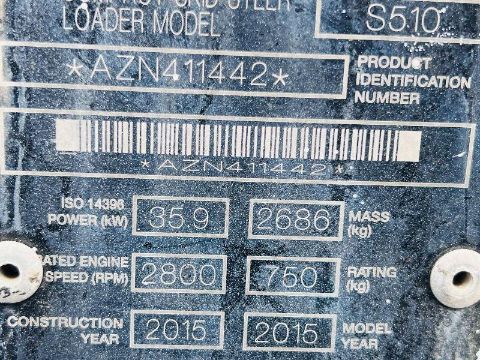 LOADER MODEL S510
*AZN411442* PRODUCT
IDENTIFICATION
NUMBER
*AZN411442*
ISO 14396
POWER (kW) 35.9 2686 MASS
(kg)
RATED ENGINE
SPEED (RPM) 2800 750 RATING
(kg)
CONSTRUCTION
YEAR 2015 2015 MODEL
YEAR